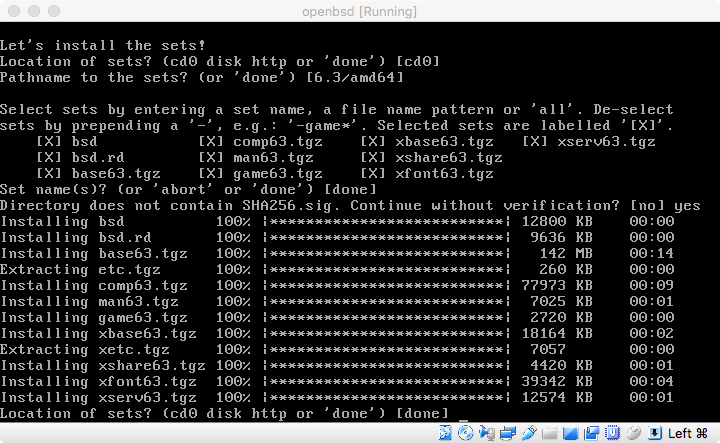 openbsd [Running]
Let's install the sets!
Location of sets? (cd0 disk http or 'done') [cd0]
Pathname to the sets? (or 'done') [6.3/amd64]
Select sets by entering a set name, a file name pattern or 'all'. De-select
sets by prepending a '-', e.g.: '-game*'. Selected sets are labelled '[X]'.
[X] bsd [X] comp63.tgz [X] xbase63.tgz [X] xserv63.tgz
[X] bsd.rd [X] man63.tgz [X] xshare63.tgz
[X] base63.tgz [X] game63.tgz [X] xfont63.tgz
Set name(s)? (or 'abort' or 'done') [done]
Directory does not contain SHA256.sig. Continue without verification? [no] yes
Installing bsd 100% |**************************| 12800 KB 00:00
Installing bsd.rd 100% |**************************| 9636 KB 00:00
Installing base63.tgz 100% |**************************| 142 MB 00:14
Extracting etc.tgz 100% |**************************| 260 KB 00:00
Installing comp63.tgz 100% |**************************| 77973 KB 00:09
Installing man63.tgz 100% |**************************| 7025 KB 00:01
Installing game63.tgz 100% |**************************| 2720 KB 00:00
Installing xbase63.tgz 100% |**************************| 18164 KB 00:02
Extracting xetc.tgz 100% |**************************| 7057 00:00
Installing xshare63.tgz 100% |**************************| 4420 KB 00:01
Installing xfont63.tgz 100% |**************************| 39342 KB 00:04
Installing xserv63.tgz 100% |**************************| 12574 KB 00:01
Location of sets? (cd0 disk http or 'done') [done] _
Left ⌘